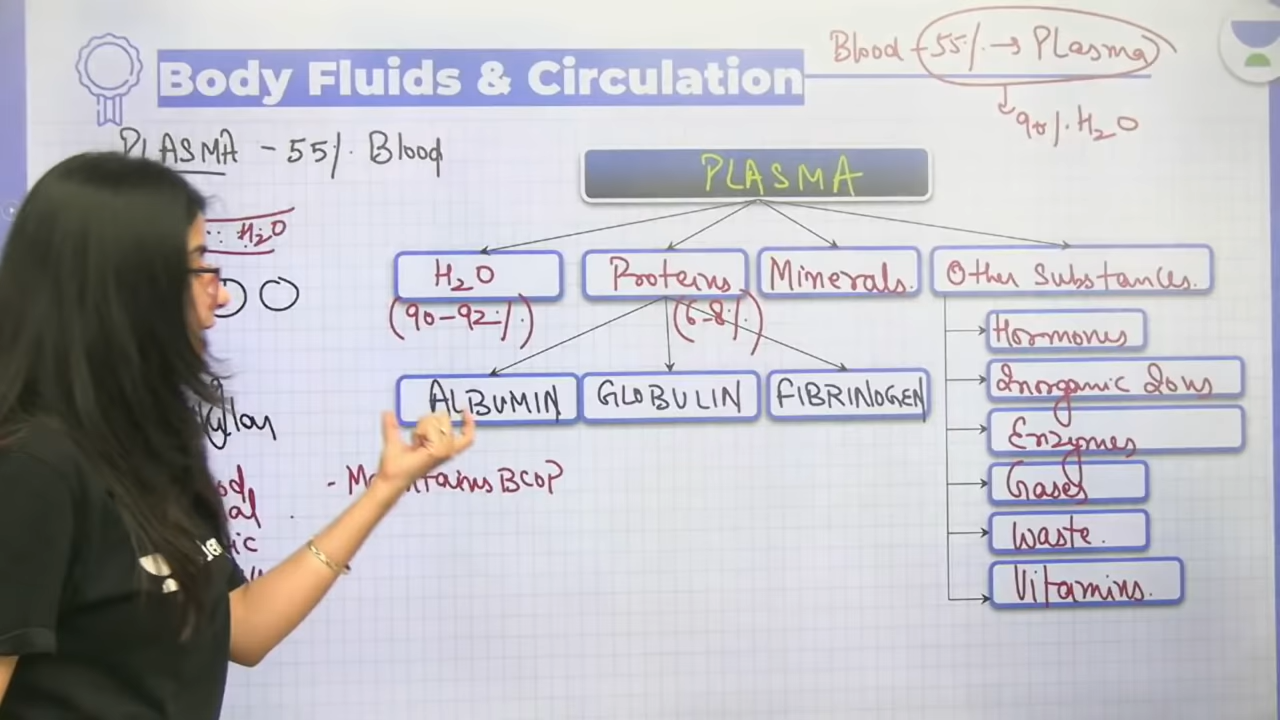 Blood - 55% → Plasma
90% H2O
Body Fluids & Circulation
PLASMA - 55% Blood
PLASMA
H2O
H2O
(90-92%)
Proteins
(6-8%)
Minerals.
Other Substances.
Hormones
Inorganic Ions
Enzymes
Gases
Waste.
Vitamins.
ALBUMIN
GLOBULIN
FIBRINOGEN
- Maintains BCOP